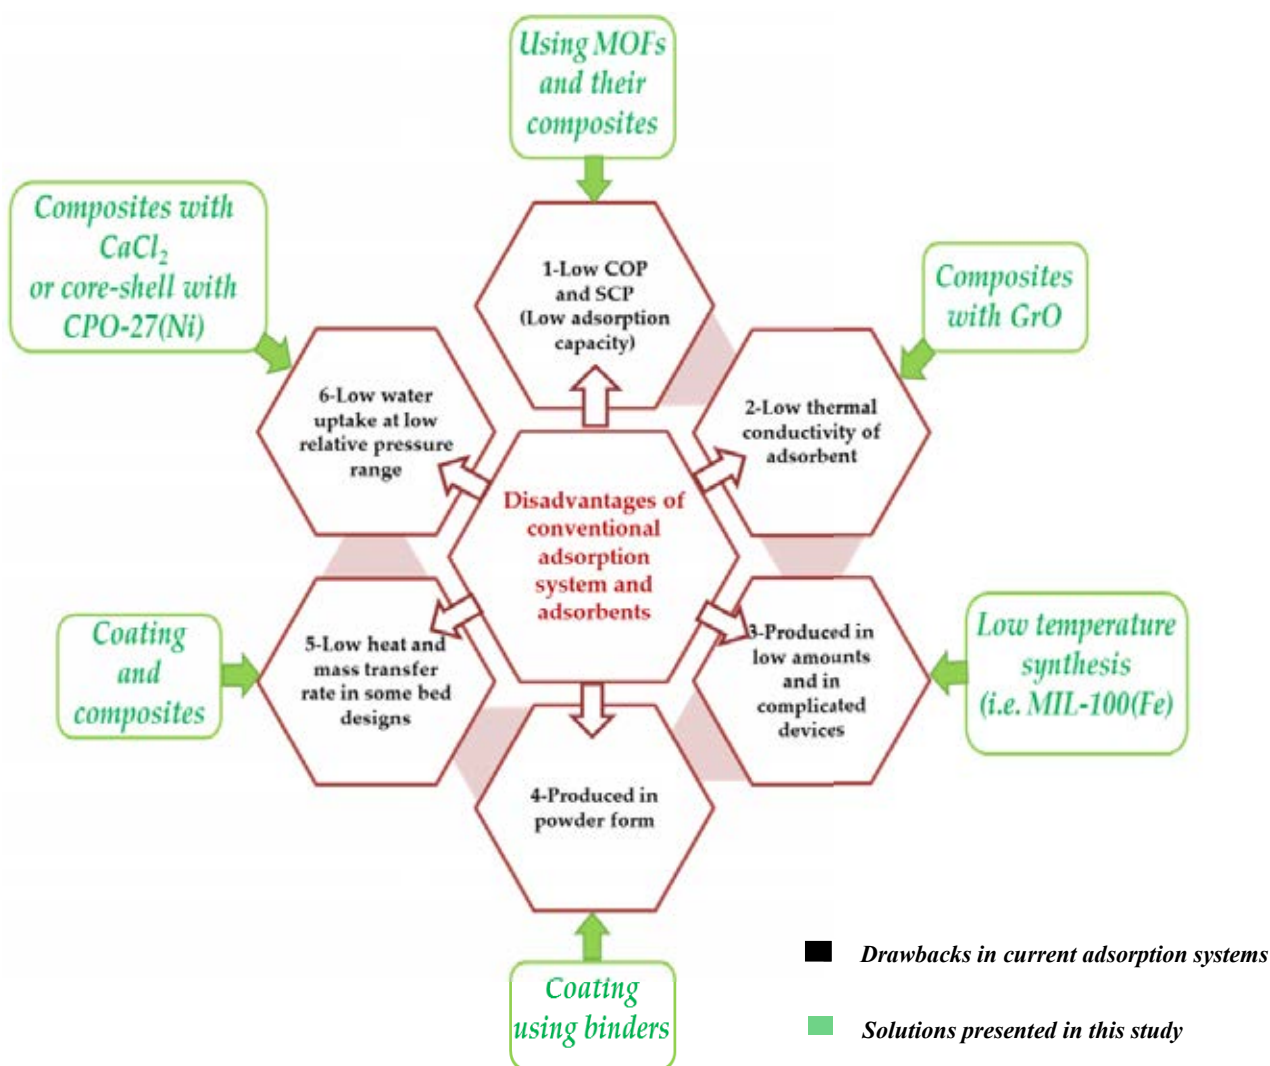 Using MOFs
and their
composites
Composites with
CaCl₂
or core-shell with
CPO-27(Ni)
1-Low COP
and SCP
(Low adsorption
capacity)
Composites
with GrO
6-Low water
uptake at low
relative pressure
range
2-Low thermal
conductivity of
adsorbent
Disadvantages of
conventional
adsorption
system and
adsorbents
Coating
and
composites
5-Low heat and
mass transfer
rate in some bed
designs
3-Produced in
low amounts
and in
complicated
devices
Low temperature
synthesis
(i.e. MIL-100(Fe)
4-Produced in
powder form
Coating
using binders
Drawbacks in current adsorption systems
Solutions presented in this study